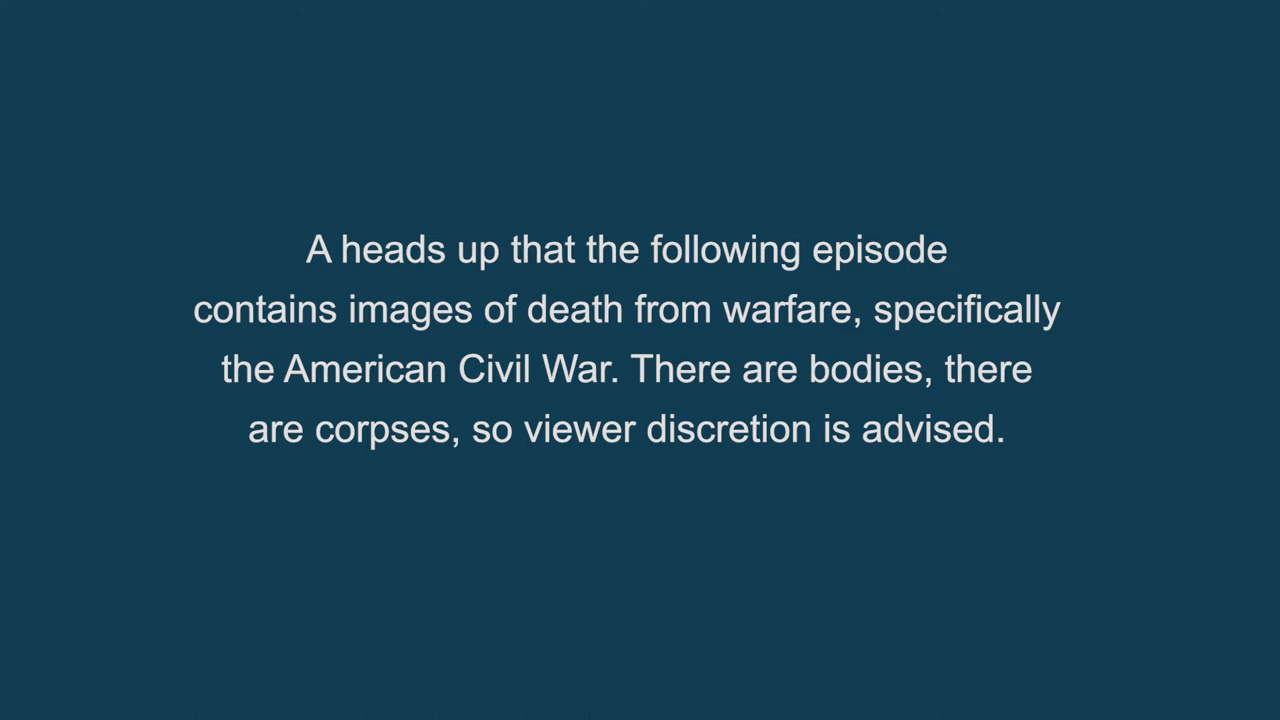 A heads up that the following episode
contains images of death from warfare, specifically
the American Civil War. There are bodies, there
are corpses, so viewer discretion is advised.